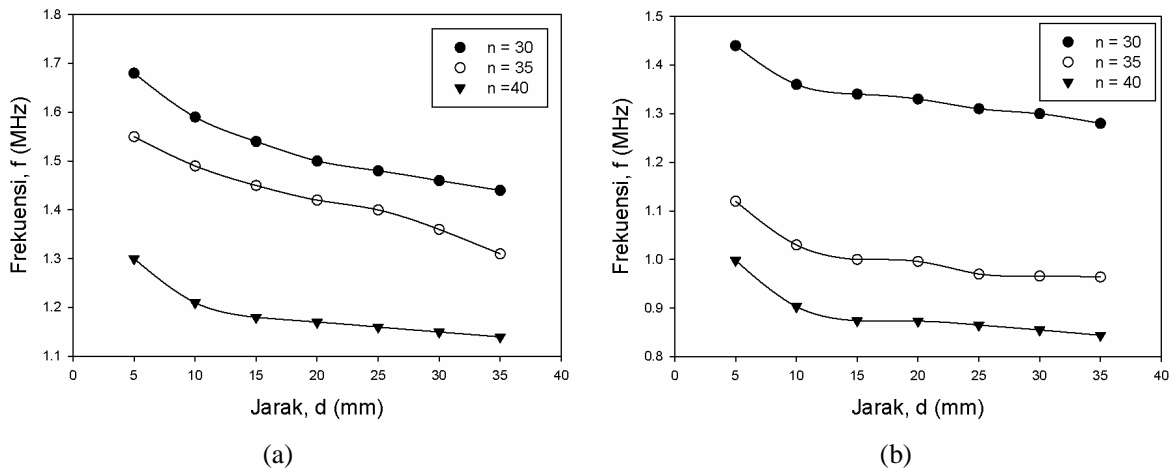 1.8
1.7
1.6
1.5
1.4
1.3
1.2
1.1
Frekuensi, f (MHz)
n = 30
n = 35
n =40
0 5 10 15 20 25 30 35 40
Jarak, d (mm)
(a)
1.5
1.4
1.3
1.2
1.1
1.0
0.9
0.8
Frekuensi, f (MHz)
n = 30
n = 35
n = 40
0 5 10 15 20 25 30 35 40
Jarak, d (mm)
(b)